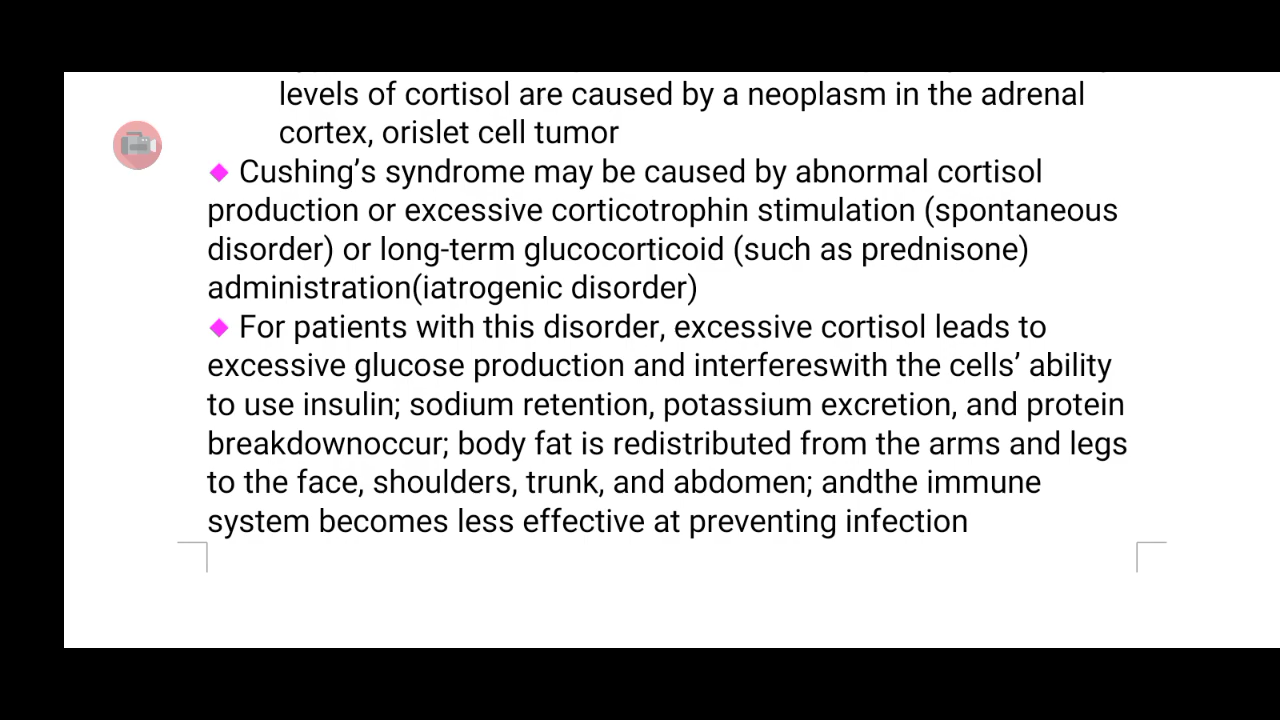 levels of cortisol are caused by a neoplasm in the adrenal
cortex, orislet cell tumor
◆ Cushing’s syndrome may be caused by abnormal cortisol
production or excessive corticotrophin stimulation (spontaneous
disorder) or long-term glucocorticoid (such as prednisone)
administration(iatrogenic disorder)
◆ For patients with this disorder, excessive cortisol leads to
excessive glucose production and interfereswith the cells’ ability
to use insulin; sodium retention, potassium excretion, and protein
breakdownoccur; body fat is redistributed from the arms and legs
to the face, shoulders, trunk, and abdomen; andthe immune
system becomes less effective at preventing infection